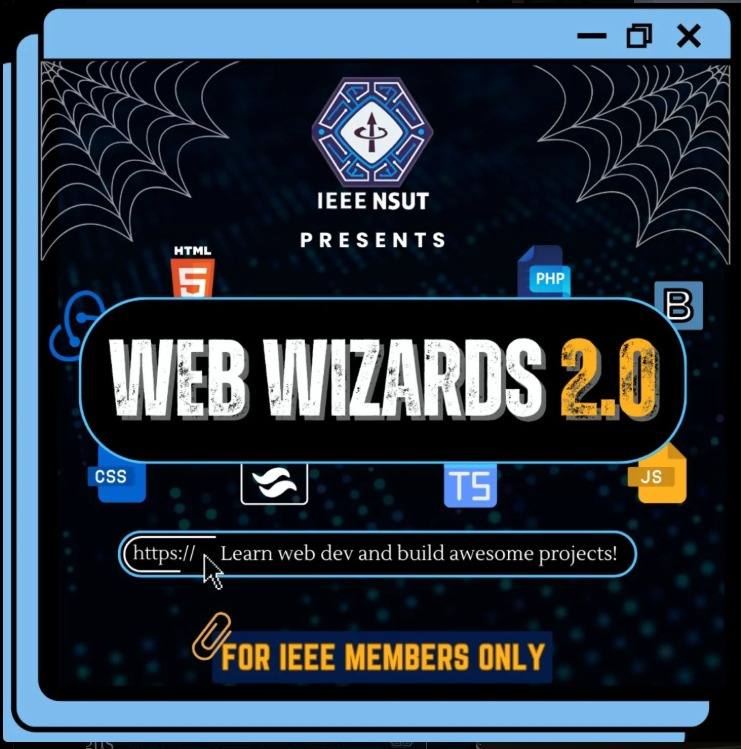 IEEE NSUT
PRESENTS
HTML
5
PHP
B
WEB WIZARDS 2.0
CSS
TS
JS
https:// Learn web dev and build awesome projects!
FOR IEEE MEMBERS ONLY